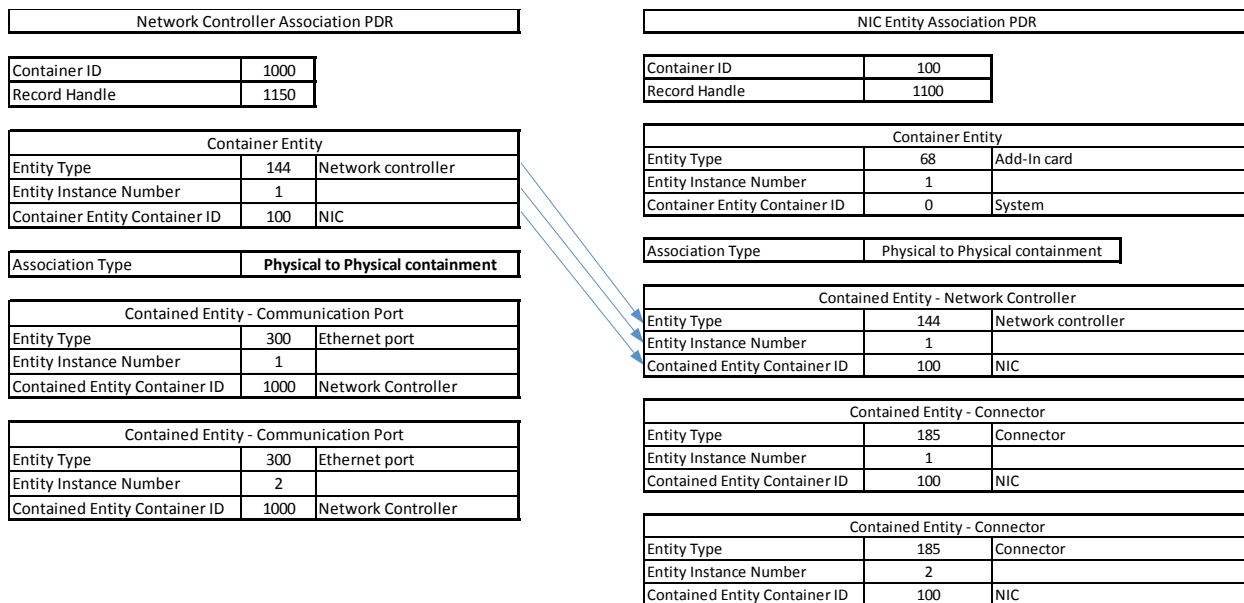 Network Controller Association PDR
Container ID 1000
Record Handle 1150
Container Entity
Entity Type 144 Network controller
Entity Instance Number 1
Container Entity Container ID 100 NIC
Association Type Physical to Physical containment
Contained Entity - Communication Port
Entity Type 300 Ethernet port
Entity Instance Number 1
Contained Entity Container ID 1000 Network Controller
Contained Entity - Communication Port
Entity Type 300 Ethernet port
Entity Instance Number 2
Contained Entity Container ID 1000 Network Controller
NIC Entity Association PDR
Container ID 100
Record Handle 1100
Container Entity
Entity Type 68 Add-In card
Entity Instance Number 1
Container Entity Container ID 0 System
Association Type Physical to Physical containment
Contained Entity - Network Controller
Entity Type 144 Network controller
Entity Instance Number 1
Contained Entity Container ID 100 NIC
Contained Entity - Connector
Entity Type 185 Connector
Entity Instance Number 1
Contained Entity Container ID 100 NIC
Contained Entity - Connector
Entity Type 185 Connector
Entity Instance Number 2
Contained Entity Container ID 100 NIC